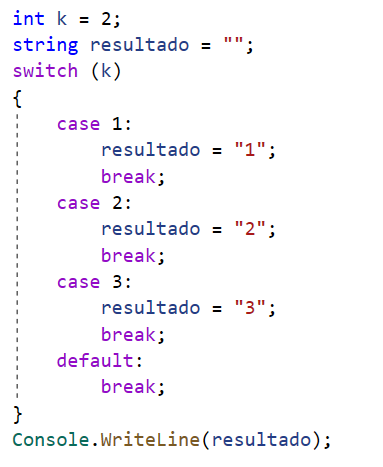 int k = 2;
string resultado = "";
switch (k)
{
    case 1:
        resultado = "1";
        break;
    case 2:
        resultado = "2";
        break;
    case 3:
        resultado = "3";
        break;
    default:
        break;
}
Console.WriteLine(resultado);